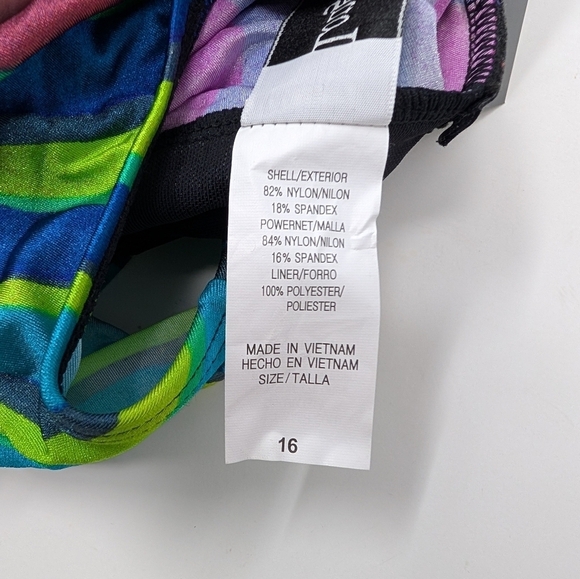 SHELL/EXTERIOR
82% NYLON/NILON
18% SPANDEX
POWERNET/MALLA
84% NYLON/NILON
16% SPANDEX
LINER/FORRO
100% POLYESTER/
POLIESTER
MADE IN VIETNAM
HECHO EN VIETNAM
SIZE/TALLA
16